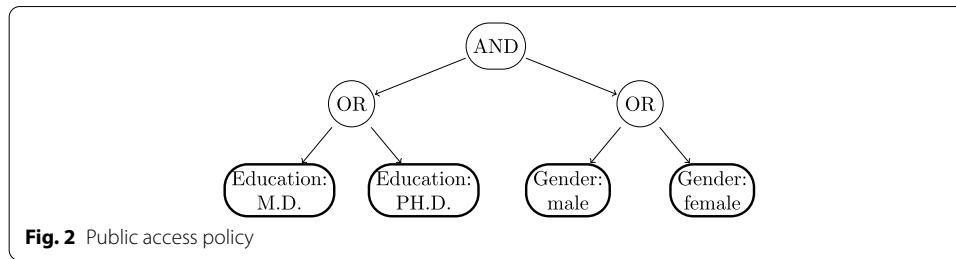 AND
OR
OR
Education:
M.D.
Education:
PH.D.
Gender:
male
Gender:
female
Fig. 2 Public access policy